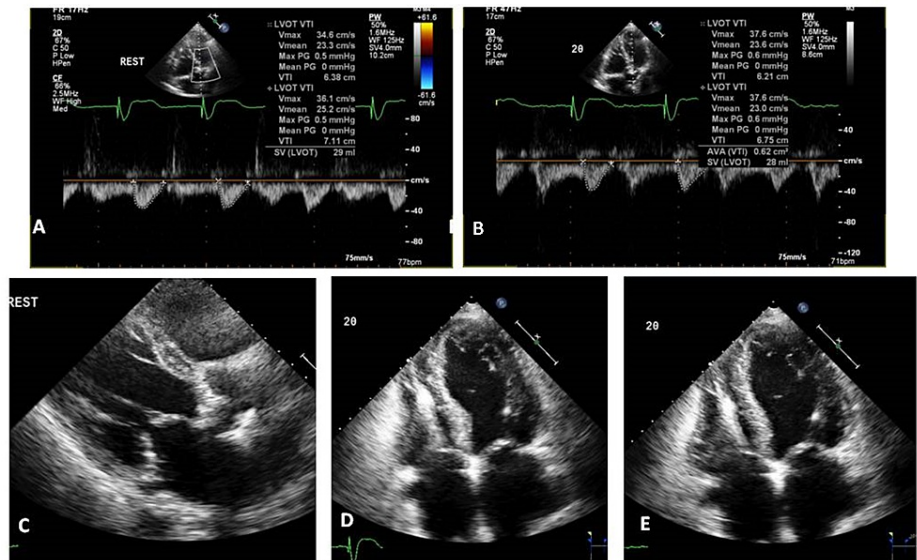 FR 17Hz
19cm
2D
67%
C 50
P Low
HPen
CF
66%
2.5MHz
WF High
Med
REST
LVOT VTI
Vmax 34.6 cm/s
Vmean 23.3 cm/s
Max PG 0.5 mmHg
Mean PG 0 mmHg
VTI 6.38 cm
LVOT VTI
Vmax 36.1 cm/s
Vmean 25.2 cm/s
Max PG 0.5 mmHg
Mean PG 0 mmHg
VTI 7.11 cm
SV (LVOT) 29 ml
PW
50%
1.6MHz
WF 125Hz
SV4.0mm
10.2cm
+61.6
-61.6
cm/s
80
cm/s
-40
-80
75mm/s
77bpm
A
FR 47Hz
17cm
2D
67%
C 50
P Low
HPen
20
LVOT VTI
Vmax 37.6 cm/s
Vmean 23.6 cm/s
Max PG 0.6 mmHg
Mean PG 0 mmHg
VTI 6.21 cm
LVOT VTI
Vmax 37.6 cm/s
Vmean 23.0 cm/s
Max PG 0.6 mmHg
Mean PG 0 mmHg
VTI 6.75 cm
AVA (VTI) 0.62 cm²
SV (LVOT) 28 ml
PW
50%
1.6MHz
WF 125Hz
SV4.0mm
8.6cm
40
cm/s
-40
-80
-120
75mm/s
71bpm
B
REST
C
20
D
20
E